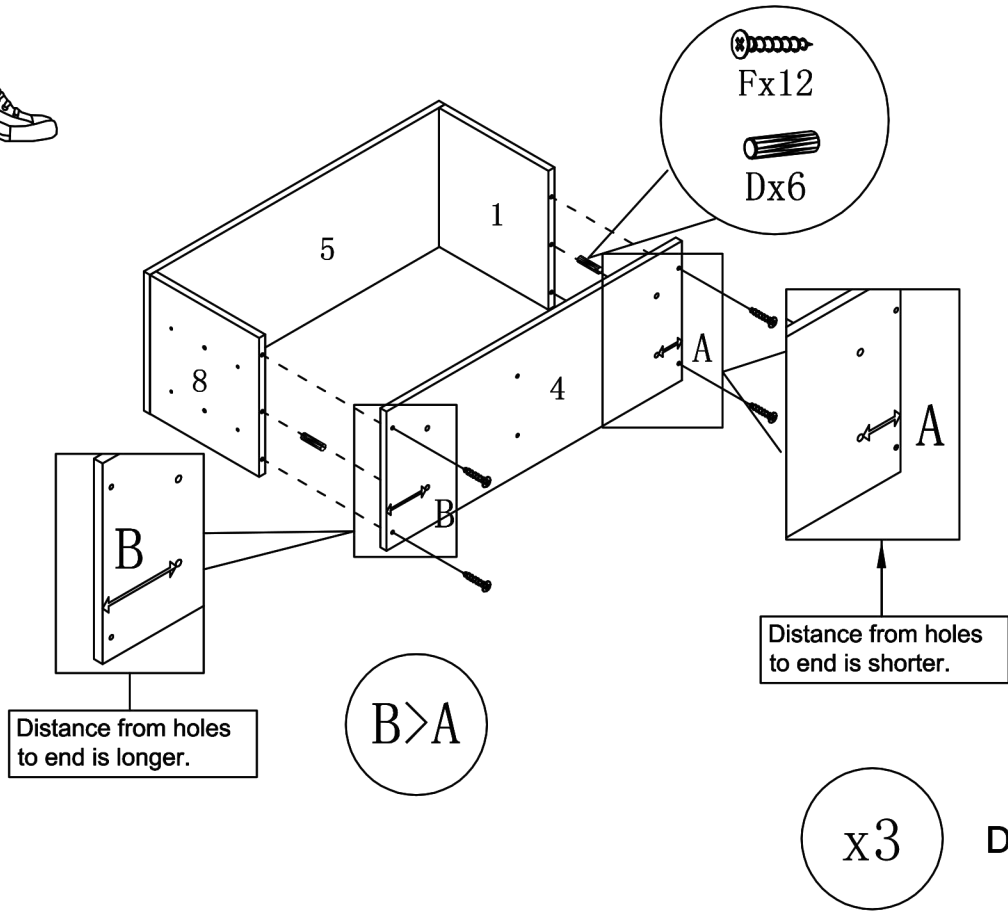 Fx12
Dx6
1
5
8
4
A
B
A
B
Distance from holes
to end is shorter.
Distance from holes
to end is longer.
B>A
x3
D